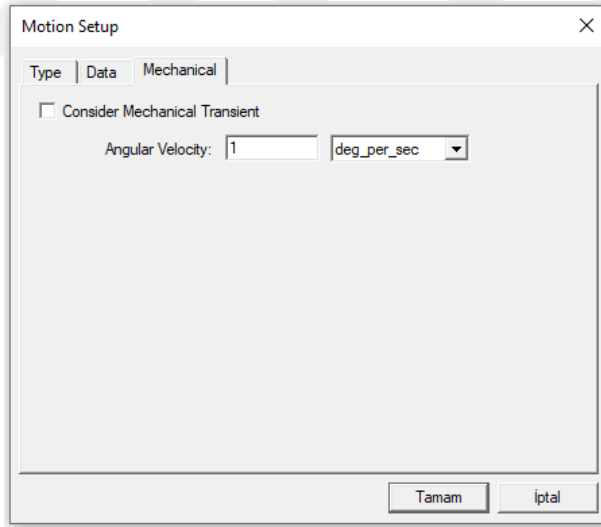 Motion Setup
Type Data Mechanical
Consider Mechanical Transient
Angular Velocity: 1 deg_per_sec
Tamam İptal